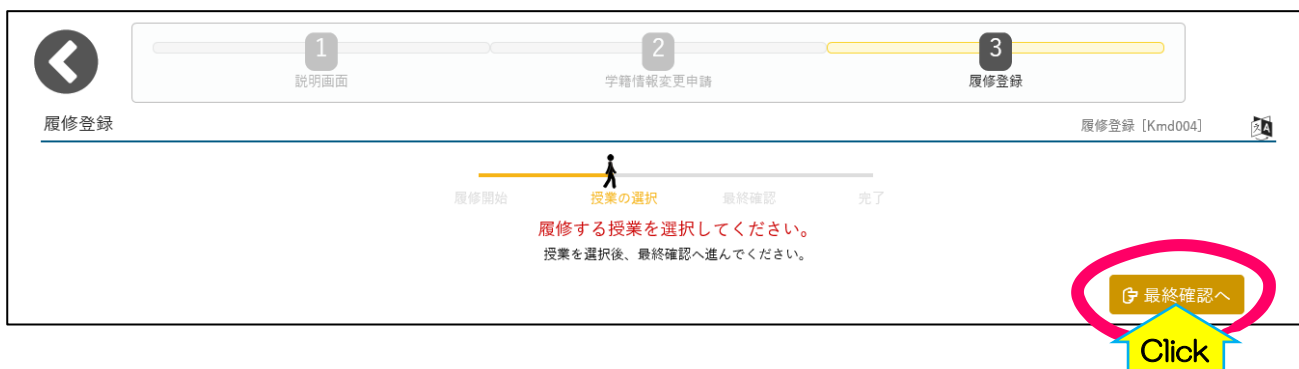 1
説明画面
2
学籍情報変更申請
3
履修登録
履修登録
履修登録 [Kmd004]
履修開始
授業の選択
最終確認
完了
履修する授業を選択してください。
授業を選択後、最終確認へ進んでください。
最終確認へ
Click